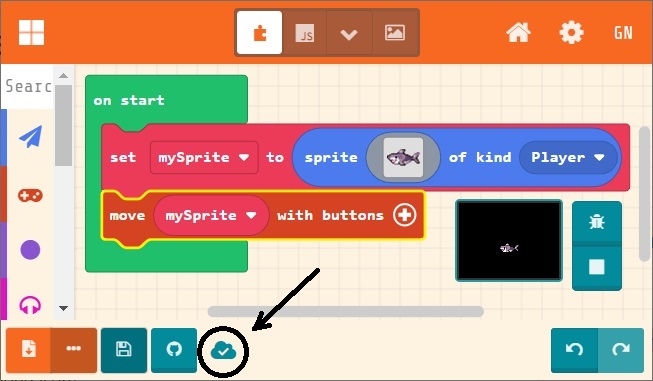 JS
GN
Searc
on start
set mySprite to sprite of kind Player
move mySprite with buttons